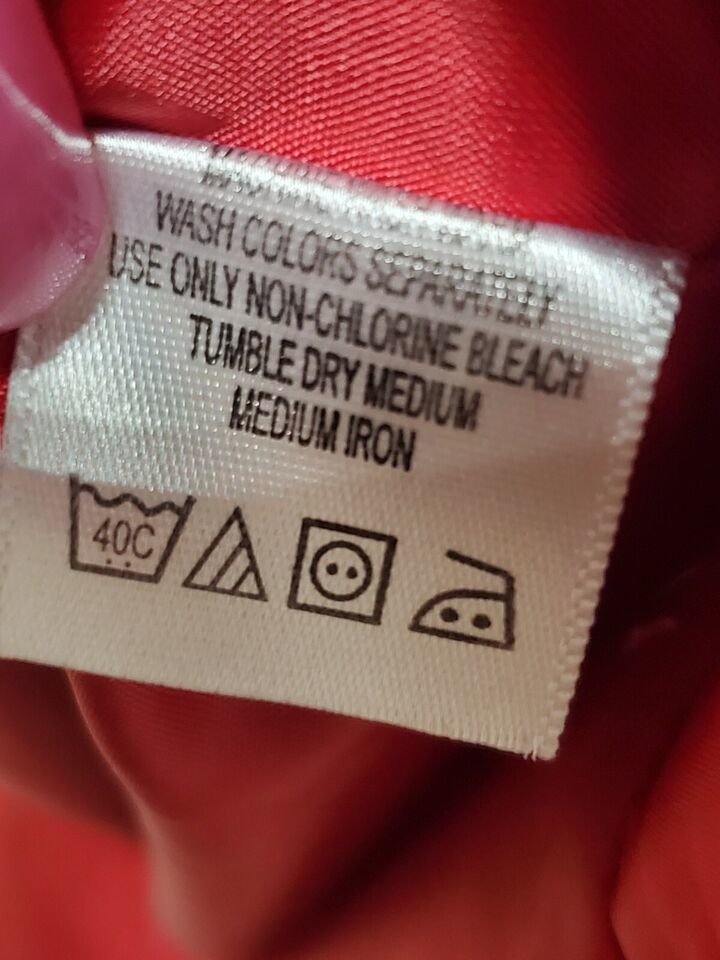 WASH COLORS SEPARATELY
USE ONLY NON-CHLORINE BLEACH
TUMBLE DRY MEDIUM
MEDIUM IRON
40C